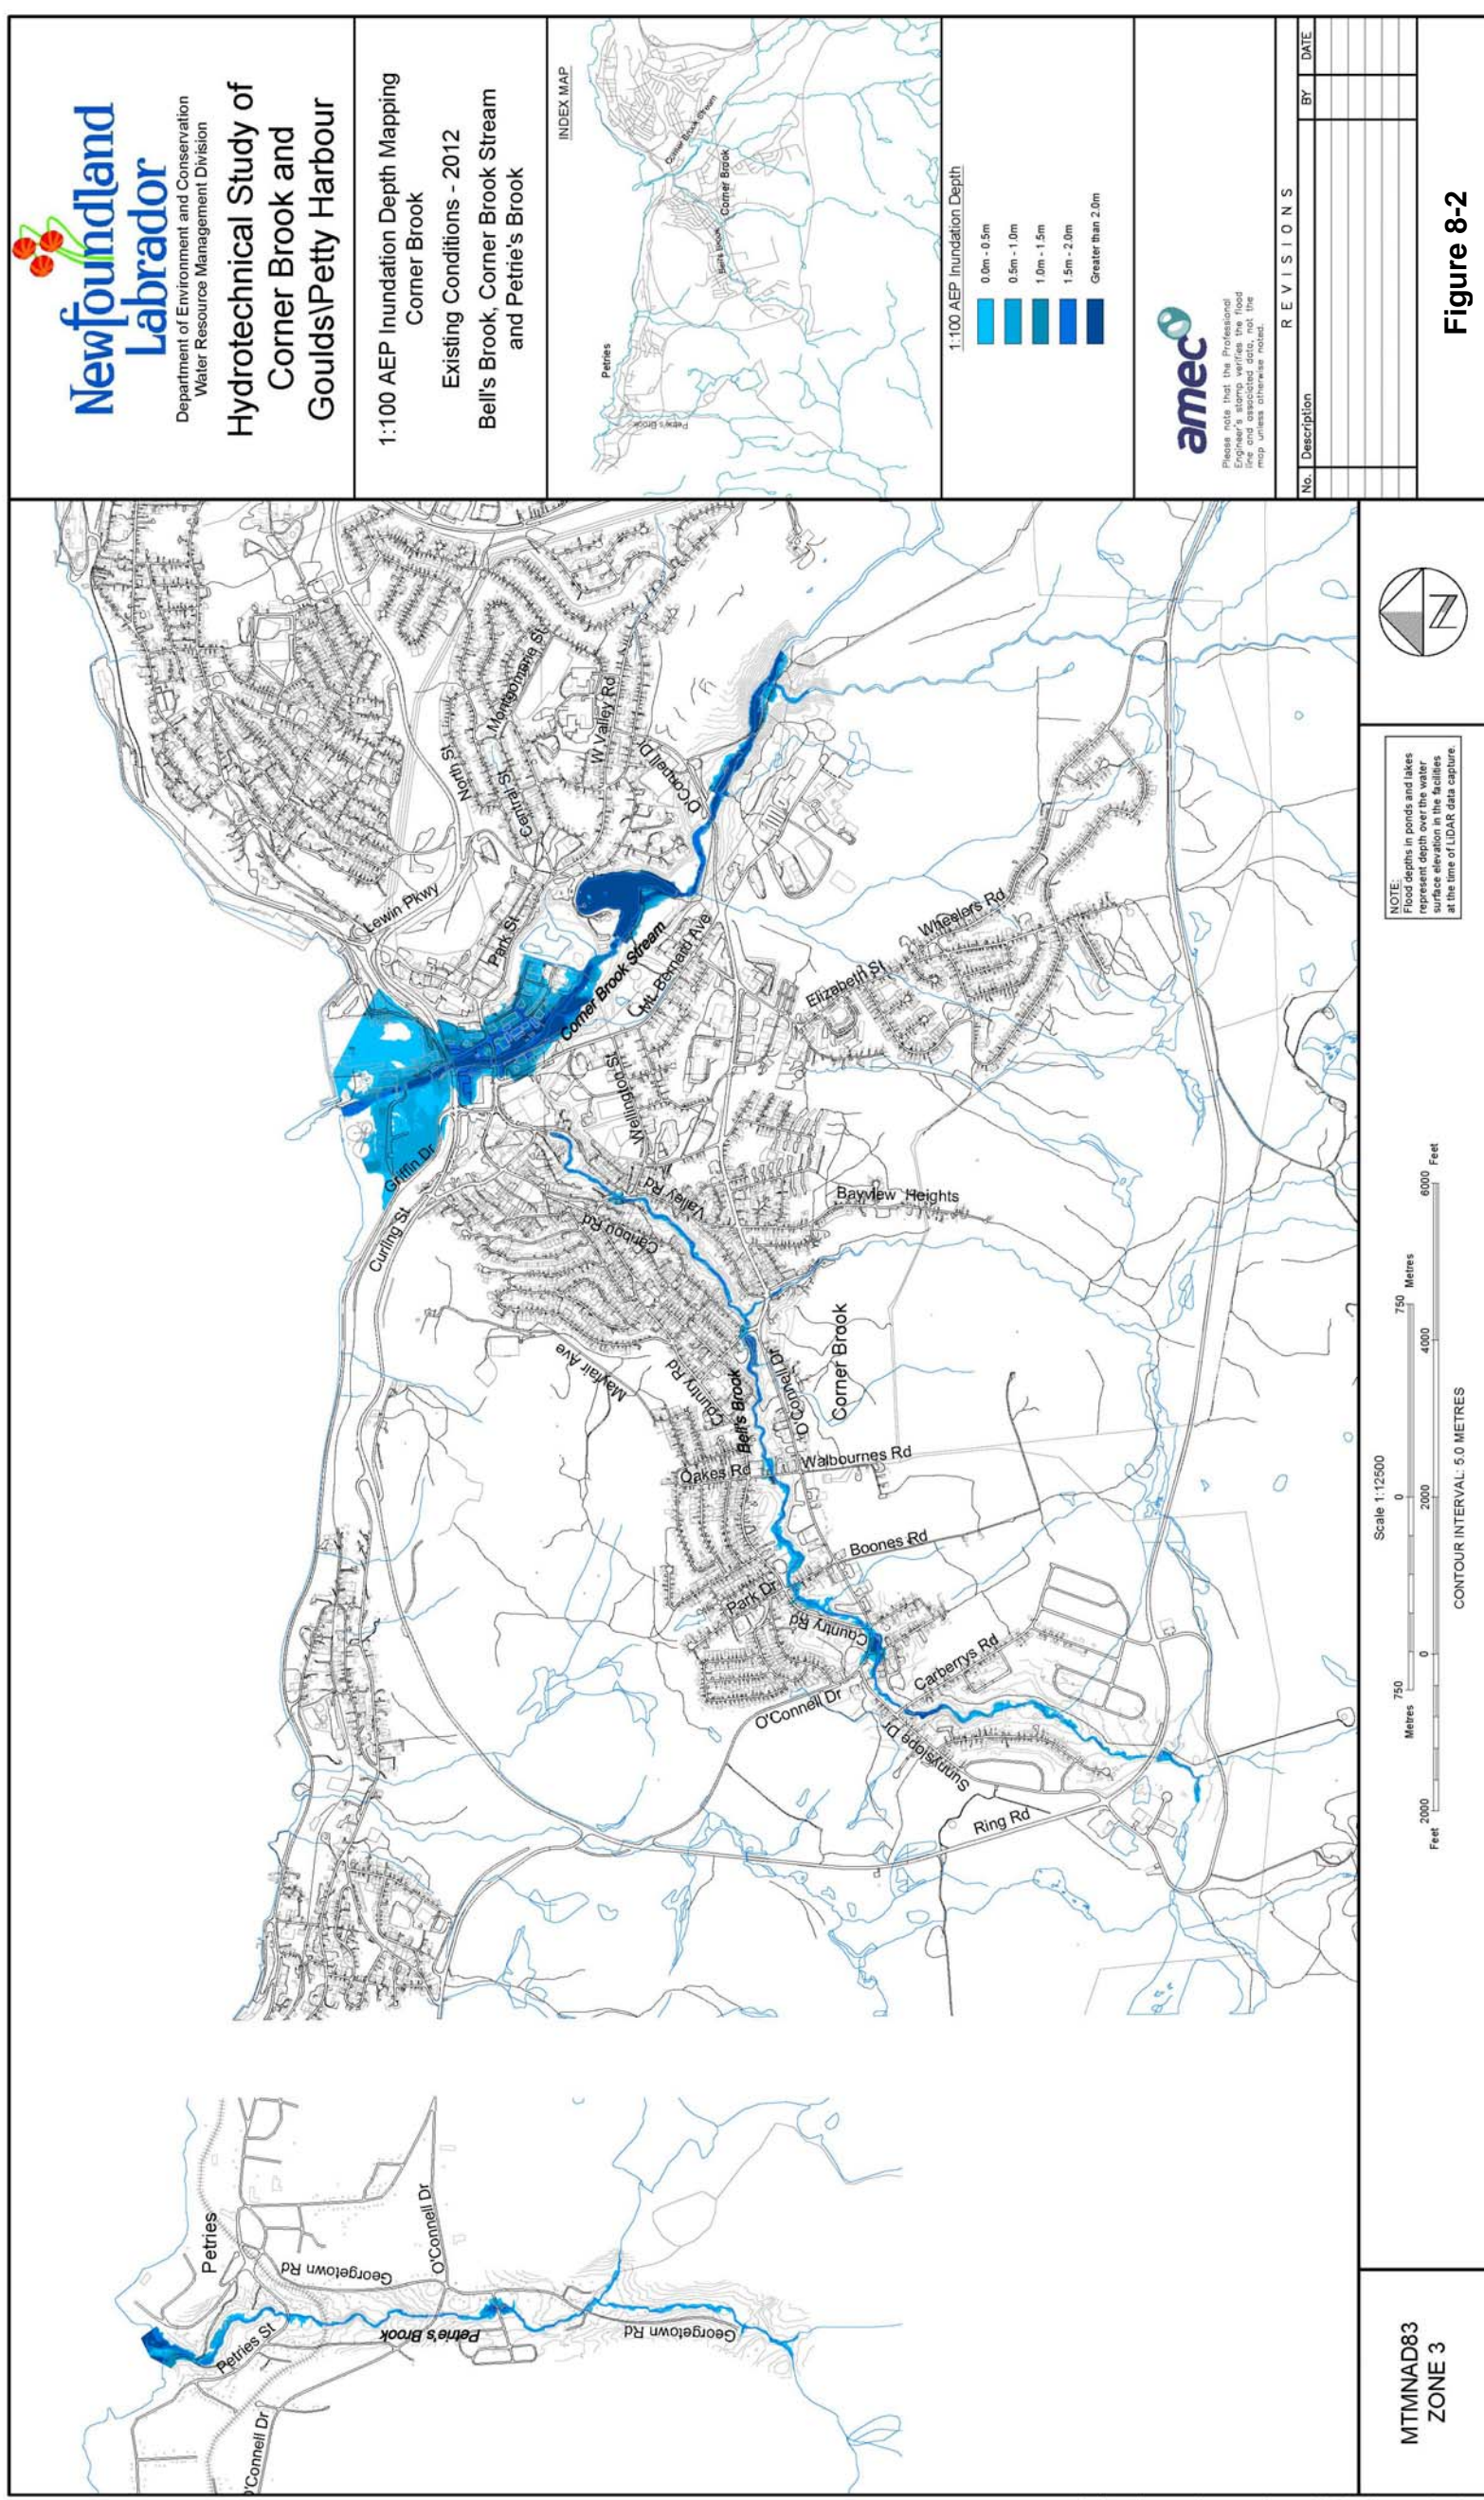 Newfoundland
Labrador
Department of Environment and Conservation
Water Resource Management Division
Hydrotechnical Study of
Corner Brook and
Goulds\Petty Harbour
1:100 AEP Inundation Depth Mapping
Corner Brook
Existing Conditions - 2012
Bell's Brook, Corner Brook Stream
and Petrie's Brook
INDEX MAP
Petries
Petrie's Brook
Corner Brook Stream
Corner Brook
Bell's Brook
1:100 AEP Inundation Depth
0.0m - 0.5m
0.5m - 1.0m
1.0m - 1.5m
1.5m - 2.0m
Greater than 2.0m
amec
Please note that the Professional
Engineer's stamp verifies the flood
line and associated data, not the
map unless otherwise noted.
REVISIONS
No.
Description
BY
DATE
Figure 8-2
Petries
Petries St
Georgetown Rd
O'Connell Dr
O'Connell Dr
Petrie's Brook
Georgetown Rd
Lewin Pkwy
Griffin Dr
Curling St
Park St
North St
Central St
Montgomerie St
W Valley Rd
O'Connell Dr
Corner Brook Stream
Mt. Bernard Ave
Wellington St
Valley Rd
Caribou Rd
Mayfair Ave
Country Rd
Bell's Brook
O'Connell Dr
Corner Brook
Bayview Heights
Elizabeth St
Wheelers Rd
Oakes Rd
Walbournes Rd
Boones Rd
Park Dr
Country Rd
Carberrys Rd
O'Connell Dr
Sunnyslope Dr
Ring Rd
MTMNAD83
ZONE 3
Scale 1:12500
Metres
750
0
750
Metres
Feet
2000
0
2000
4000
6000
Feet
CONTOUR INTERVAL: 5.0 METRES
NOTE:
Flood depths in ponds and lakes
represent depth over the water
surface elevation in the facilities
at the time of LiDAR data capture.
N